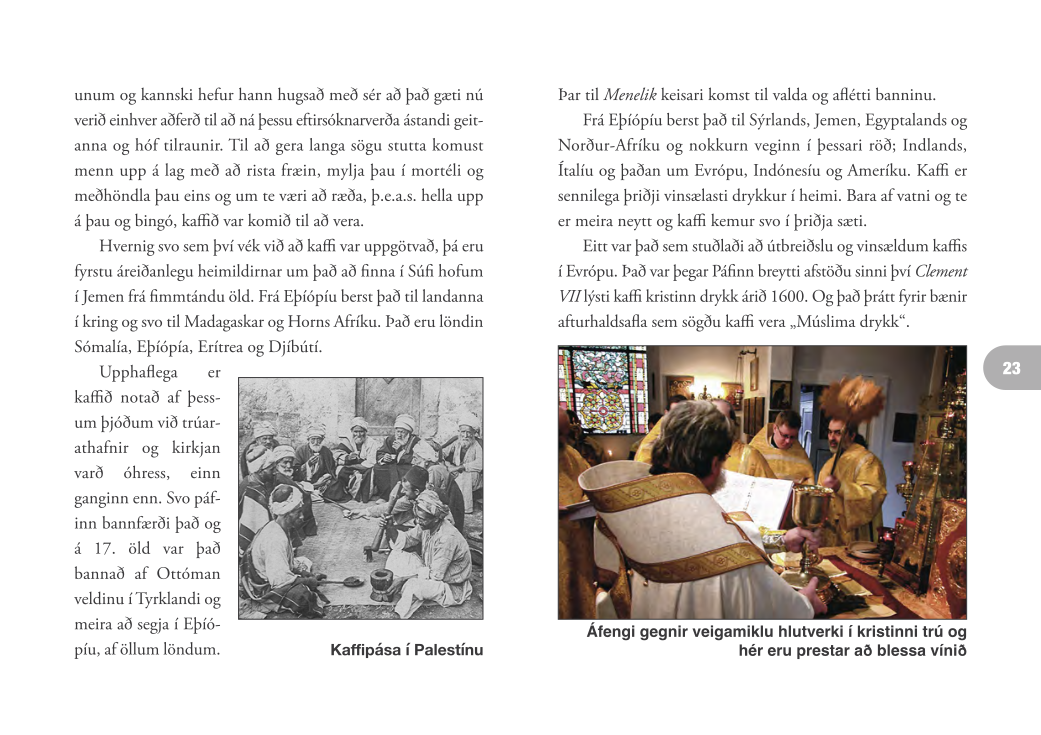 unum og kannski hefur hann hugsað með sér að það gæti nú
verið einhver aðferð til að ná þessu eftirsóknarverða ástandi geit-
anna og hóf tilraunir. Til að gera langa sögu stutta komust
menn upp á lag með að rista fræin, mylja þau í mortéli og
meðhöndla þau eins og um te væri að ræða, þ.e.a.s. hella upp
á þau og bingó, kaffið var komið til að vera.
Hvernig svo sem því vék við að kaffi var uppgötvað, þá eru
fyrstu áreiðanlegu heimildirnar um það að finna í Súfi hofum
í Jemen frá fimmtándu öld. Frá Eþíópíu berst það til landanna
í kring og svo til Madagaskar og Horns Afríku. Það eru löndin
Sómalía, Eþíópía, Erítrea og Djíbútí.
Upphaflega er
kaffið notað af þess-
um þjóðum við trúar-
athafnir og kirkjan
varð óhress, einn
ganginn enn. Svo páf-
inn bannfærði það og
á 17. öld var það
bannað af Ottóman
veldinu í Tyrklandi og
meira að segja í Eþíó-
píu, af öllum löndum.
Kaffipása í Palestínu
Þar til Menelik keisari komst til valda og aflétti banninu.
Frá Eþíópíu berst það til Sýrlands, Jemen, Egyptalands og
Norður-Afríku og nokkurn veginn í þessari röð; Indlands,
Ítalíu og þaðan um Evrópu, Indónesíu og Ameríku. Kaffi er
sennilega þriðji vinsælasti drykkur í heimi. Bara af vatni og te
er meira neytt og kaffi kemur svo í þriðja sæti.
Eitt var það sem stuðlaði að útbreiðslu og vinsældum kaffis
í Evrópu. Það var þegar Páfinn breytti afstöðu sinni því Clement
VII lýsti kaffi kristinn drykk árið 1600. Og það þrátt fyrir bænir
afturhaldsafla sem sögðu kaffi vera „Múslima drykk“.
23
Áfengi gegnir veigamiklu hlutverki í kristinni trú og
hér eru prestar að blessa vínið